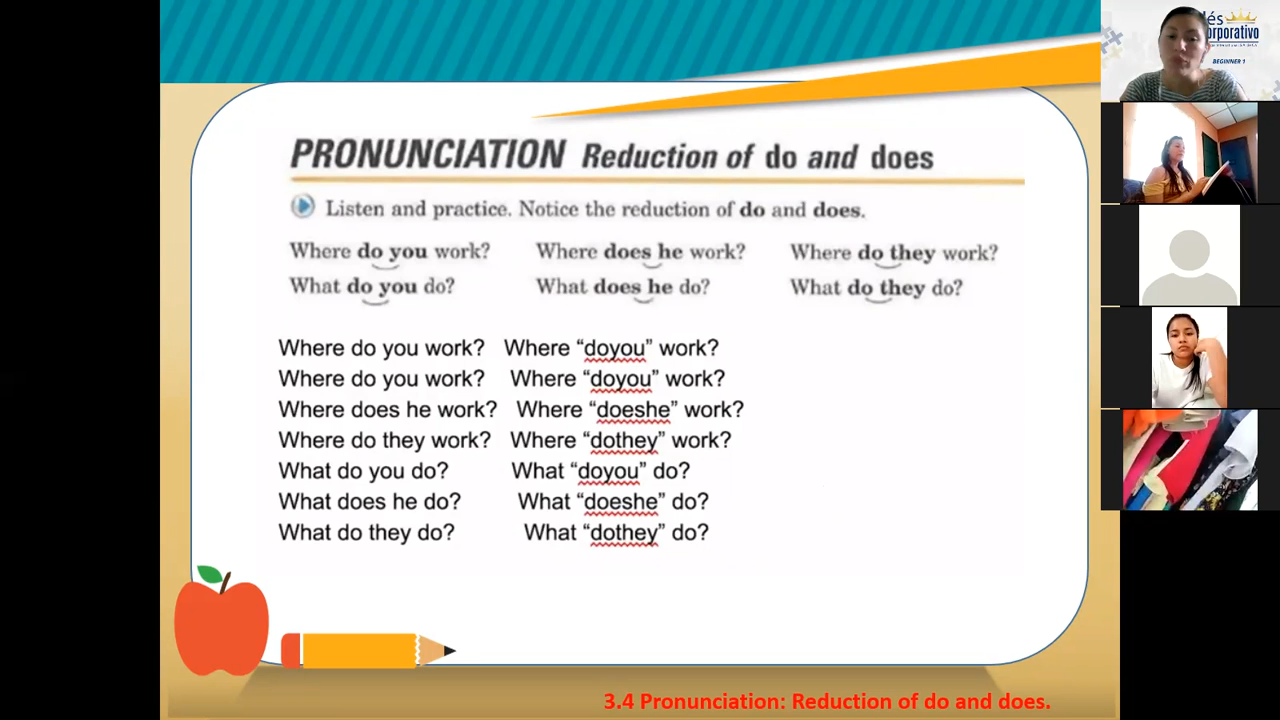 PRONUNCIATION Reduction of do and does
Listen and practice. Notice the reduction of do and does.
Where do you work? Where does he work? Where do they work?
What do you do? What does he do? What do they do?
Where do you work? Where “doyou” work?
Where do you work? Where “doyou” work?
Where does he work? Where “doeshe” work?
Where do they work? Where “dothey” work?
What do you do? What “doyou” do?
What does he do? What “doeshe” do?
What do they do? What “dothey” do?
3.4 Pronunciation: Reduction of do and does.
BEGINNER 1